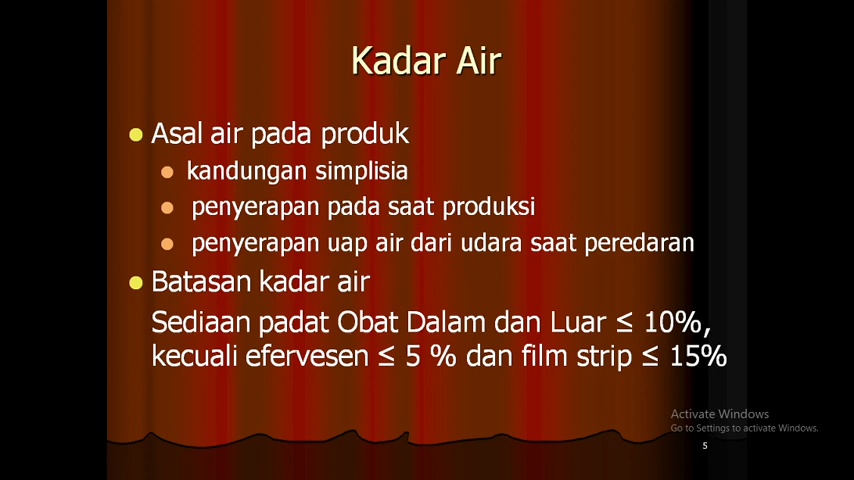 Kadar Air
Asal air pada produk
kandungan simplisia
penyerapan pada saat produksi
penyerapan uap air dari udara saat peredaran
Batasan kadar air
Sediaan padat Obat Dalam dan Luar ≤ 10%,
kecuali efervesen ≤ 5 % dan film strip ≤ 15%
Activate Windows
Go to Settings to activate Windows.
5